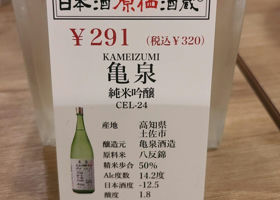 日本酒原価酒蔵
¥291 (税込¥320)
KAMEIZUMI
亀泉
純米吟醸
CEL-24
産地 高知県
土佐市
醸造元 亀泉酒造
原料米 八反錦
精米歩合 50%
Alc度数 14.2度
日本酒度 -12.5
酸度 1.8